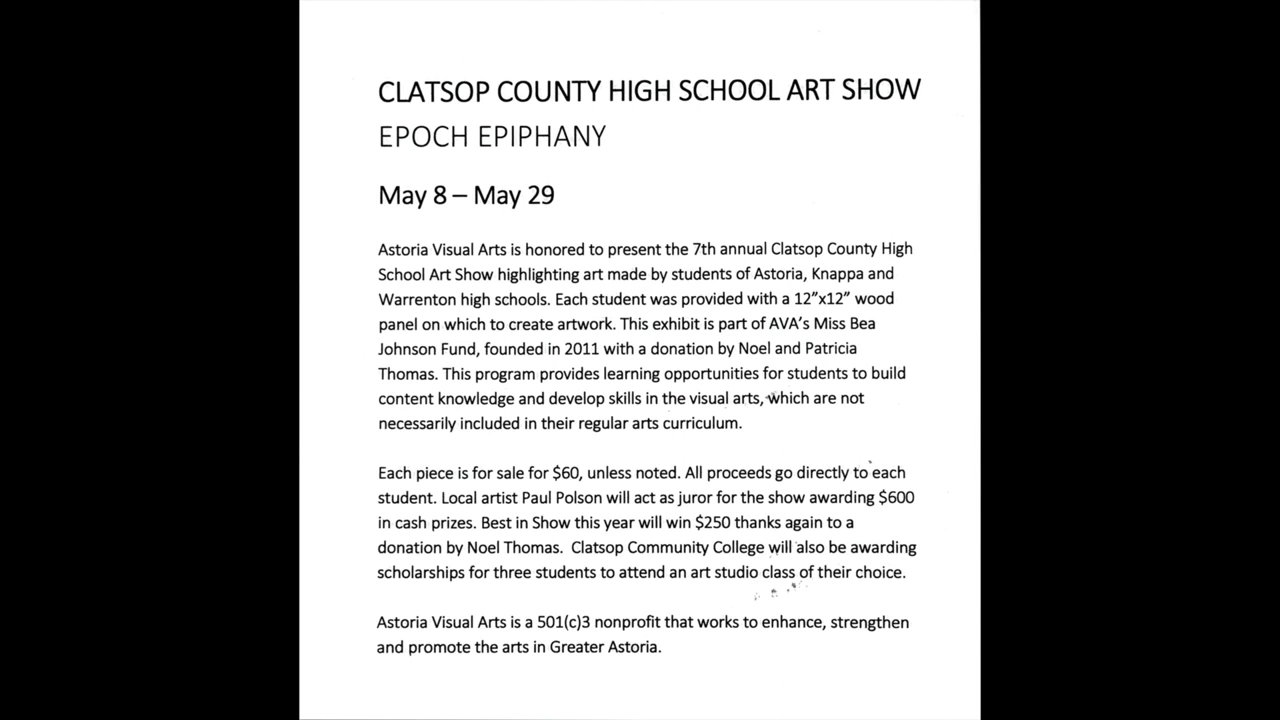 CLATSOP COUNTY HIGH SCHOOL ART SHOW
EPOCH EPIPHANY
May 8 – May 29
Astoria Visual Arts is honored to present the 7th annual Clatsop County High
School Art Show highlighting art made by students of Astoria, Knappa and
Warrenton high schools. Each student was provided with a 12”x12” wood
panel on which to create artwork. This exhibit is part of AVA’s Miss Bea
Johnson Fund, founded in 2011 with a donation by Noel and Patricia
Thomas. This program provides learning opportunities for students to build
content knowledge and develop skills in the visual arts, which are not
necessarily included in their regular arts curriculum.
Each piece is for sale for $60, unless noted. All proceeds go directly to each
student. Local artist Paul Polson will act as juror for the show awarding $600
in cash prizes. Best in Show this year will win $250 thanks again to a
donation by Noel Thomas.  Clatsop Community College will also be awarding
scholarships for three students to attend an art studio class of their choice.
Astoria Visual Arts is a 501(c)3 nonprofit that works to enhance, strengthen
and promote the arts in Greater Astoria.